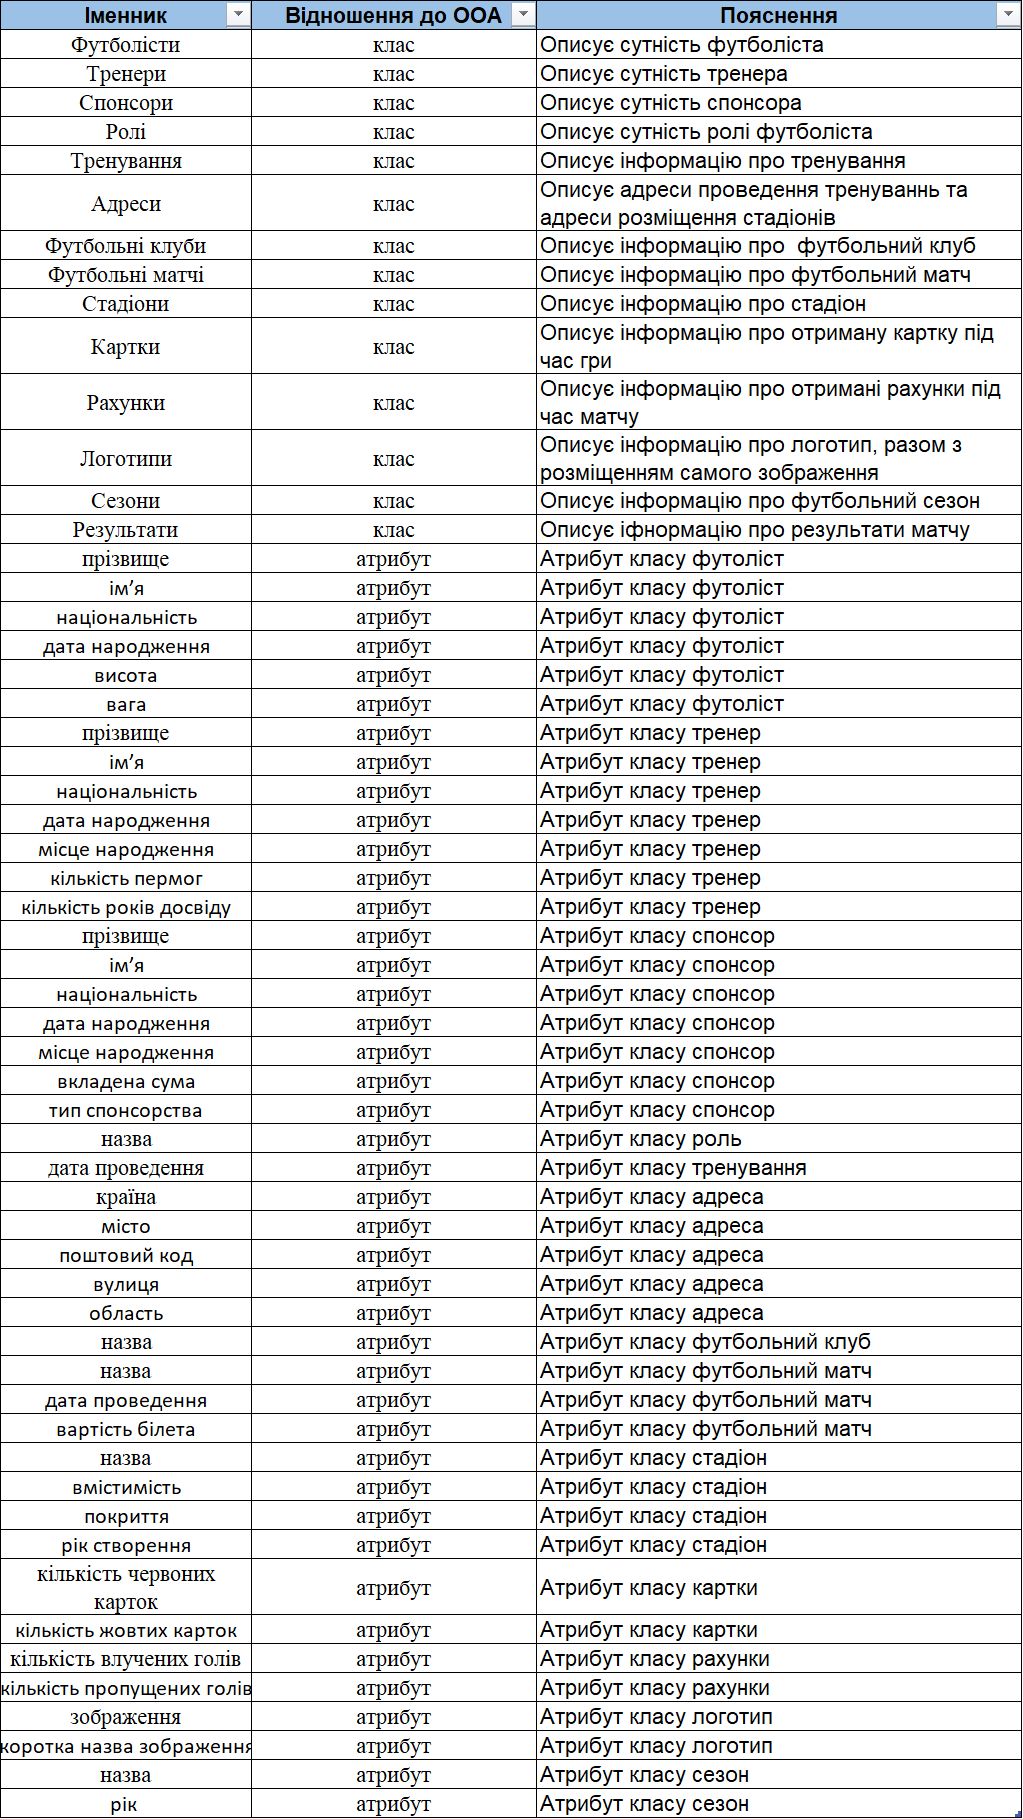 Іменник Відношення до ООА Пояснення
Футболісти клас Описує сутність футболіста
Тренери клас Описує сутність тренера
Спонсори клас Описує сутність спонсора
Ролі клас Описує сутність ролі футболіста
Тренування клас Описує інформацію про тренування
Адреси клас Описує адреси проведення тренуваннь та
адреси розміщення стадіонів
Футбольні клуби клас Описує інформацію про  футбольний клуб
Футбольні матчі клас Описує інформацію про футбольний матч
Стадіони клас Описує інформацію про стадіон
Картки клас Описує інформацію про отриману картку під
час гри
Рахунки клас Описує інформацію про отримані рахунки під
час матчу
Логотипи клас Описує інформацію про логотип, разом з
розміщенням самого зображення
Сезони клас Описує інформацію про футбольний сезон
Результати клас Описує іфнормацію про результати матчу
прізвище атрибут Атрибут класу футоліст
ім’я атрибут Атрибут класу футоліст
національність атрибут Атрибут класу футоліст
дата народження атрибут Атрибут класу футоліст
висота атрибут Атрибут класу футоліст
вага атрибут Атрибут класу футоліст
прізвище атрибут Атрибут класу тренер
ім’я атрибут Атрибут класу тренер
національність атрибут Атрибут класу тренер
дата народження атрибут Атрибут класу тренер
місце народження атрибут Атрибут класу тренер
кількість пермог атрибут Атрибут класу тренер
кількість років досвіду атрибут Атрибут класу тренер
прізвище атрибут Атрибут класу спонсор
ім’я атрибут Атрибут класу спонсор
національність атрибут Атрибут класу спонсор
дата народження атрибут Атрибут класу спонсор
місце народження атрибут Атрибут класу спонсор
вкладена сума атрибут Атрибут класу спонсор
тип спонсорства атрибут Атрибут класу спонсор
назва атрибут Атрибут класу роль
дата проведення атрибут Атрибут класу тренування
країна атрибут Атрибут класу адреса
місто атрибут Атрибут класу адреса
поштовий код атрибут Атрибут класу адреса
вулиця атрибут Атрибут класу адреса
область атрибут Атрибут класу адреса
назва атрибут Атрибут класу футбольний клуб
назва атрибут Атрибут класу футбольний матч
дата проведення атрибут Атрибут класу футбольний матч
вартість білета атрибут Атрибут класу футбольний матч
назва атрибут Атрибут класу стадіон
вмістимість атрибут Атрибут класу стадіон
покриття атрибут Атрибут класу стадіон
рік створення атрибут Атрибут класу стадіон
кількість червоних
карток атрибут Атрибут класу картки
кількість жовтих карток атрибут Атрибут класу картки
кількість влучених голів атрибут Атрибут класу рахунки
кількість пропущених голів атрибут Атрибут класу рахунки
зображення атрибут Атрибут класу логотип
коротка назва зображення атрибут Атрибут класу логотип
назва атрибут Атрибут класу сезон
рік атрибут Атрибут класу сезон